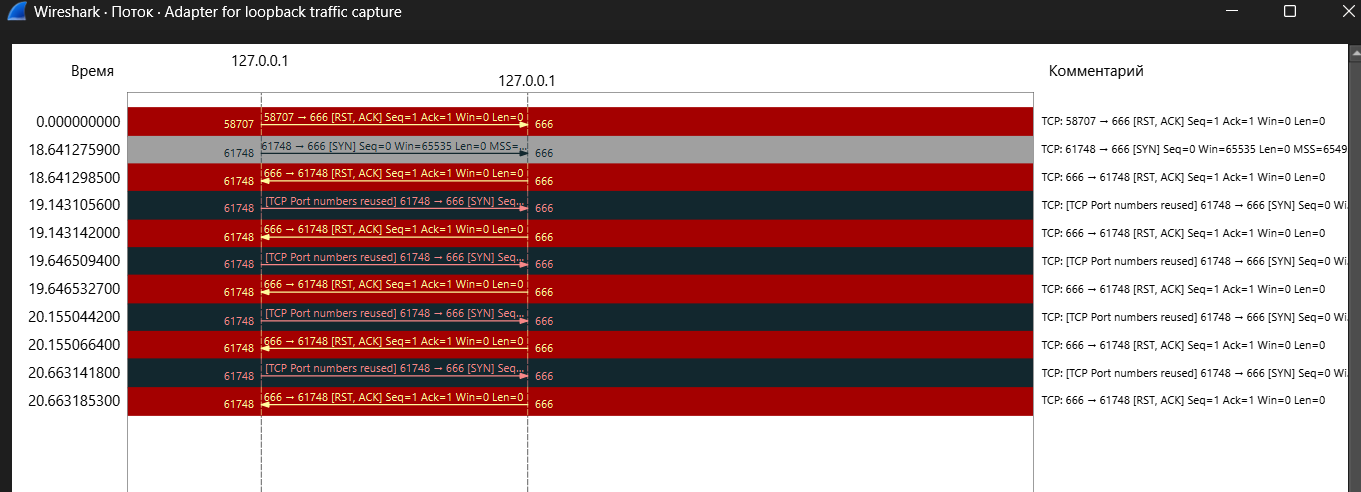 Wireshark · Поток · Adapter for loopback traffic capture
127.0.0.1
Время
Комментарий
127.0.0.1
0.000000000 58707 58707 → 666 [RST, ACK] Seq=1 Ack=1 Win=0 Len=0 666 TCP: 58707 → 666 [RST, ACK] Seq=1 Ack=1 Win=0 Len=0
18.641275900 61748 61748 → 666 [SYN] Seq=0 Win=65535 Len=0 MSS=... 666 TCP: 61748 → 666 [SYN] Seq=0 Win=65535 Len=0 MSS=6549
18.641298500 61748 666 → 61748 [RST, ACK] Seq=1 Ack=1 Win=0 Len=0 666 TCP: 666 → 61748 [RST, ACK] Seq=1 Ack=1 Win=0 Len=0
19.143105600 61748 [TCP Port numbers reused] 61748 → 666 [SYN] Seq... 666 TCP: [TCP Port numbers reused] 61748 → 666 [SYN] Seq=0 Wi
19.143142000 61748 666 → 61748 [RST, ACK] Seq=1 Ack=1 Win=0 Len=0 666 TCP: 666 → 61748 [RST, ACK] Seq=1 Ack=1 Win=0 Len=0
19.646509400 61748 [TCP Port numbers reused] 61748 → 666 [SYN] Seq... 666 TCP: [TCP Port numbers reused] 61748 → 666 [SYN] Seq=0 Wi
19.646532700 61748 666 → 61748 [RST, ACK] Seq=1 Ack=1 Win=0 Len=0 666 TCP: 666 → 61748 [RST, ACK] Seq=1 Ack=1 Win=0 Len=0
20.155044200 61748 [TCP Port numbers reused] 61748 → 666 [SYN] Seq... 666 TCP: [TCP Port numbers reused] 61748 → 666 [SYN] Seq=0 Wi
20.155066400 61748 666 → 61748 [RST, ACK] Seq=1 Ack=1 Win=0 Len=0 666 TCP: 666 → 61748 [RST, ACK] Seq=1 Ack=1 Win=0 Len=0
20.663141800 61748 [TCP Port numbers reused] 61748 → 666 [SYN] Seq... 666 TCP: [TCP Port numbers reused] 61748 → 666 [SYN] Seq=0 Wi
20.663185300 61748 666 → 61748 [RST, ACK] Seq=1 Ack=1 Win=0 Len=0 666 TCP: 666 → 61748 [RST, ACK] Seq=1 Ack=1 Win=0 Len=0